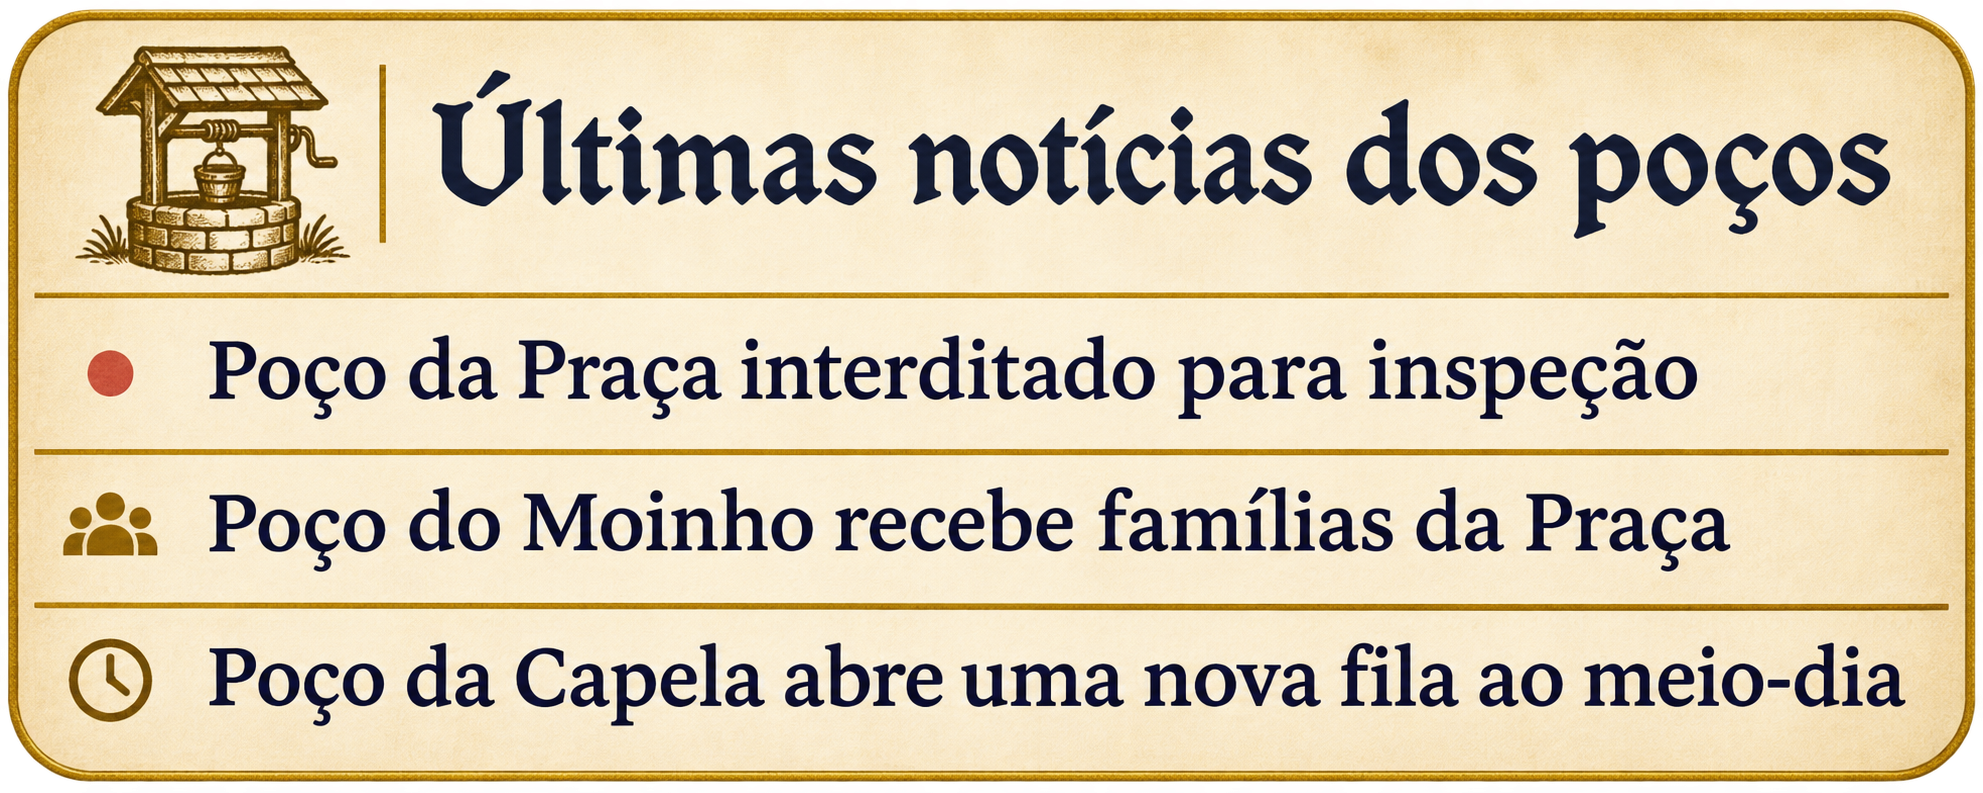 Últimas notícias dos poços
Poço da Praça interditado para inspeção
Poço do Moinho recebe famílias da Praça
Poço da Capela abre uma nova fila ao meio-dia